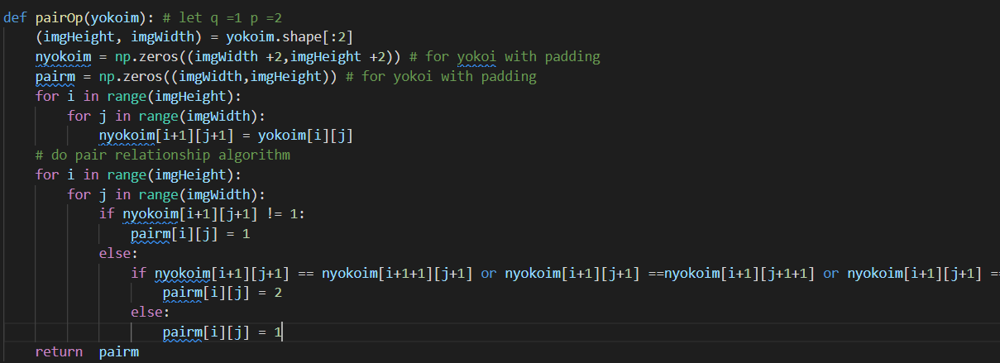 def pairOp(yokoim): # let q =1 p =2
    (imgHeight, imgWidth) = yokoim.shape[:2]
    nyokoim = np.zeros((imgWidth +2,imgHeight +2)) # for yokoi with padding
    pairm = np.zeros((imgWidth,imgHeight)) # for yokoi with padding
    for i in range(imgHeight):
        for j in range(imgWidth):
            nyokoim[i+1][j+1] = yokoim[i][j]
    # do pair relationship algorithm
    for i in range(imgHeight):
        for j in range(imgWidth):
            if nyokoim[i+1][j+1] != 1:
                pairm[i][j] = 1
            else:
                if nyokoim[i+1][j+1] == nyokoim[i+1+1][j+1] or nyokoim[i+1][j+1] ==nyokoim[i+1][j+1+1] or nyokoim[i+1][j+1] ==
                    pairm[i][j] = 2
                else:
                    pairm[i][j] = 1
    return  pairm